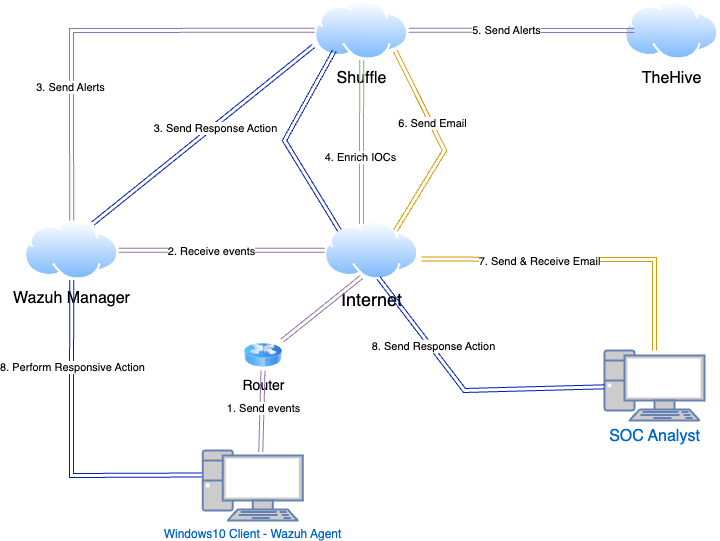 5. Send Alerts
Shuffle
TheHive
3. Send Alerts
6. Send Email
3. Send Response Action
4. Enrich IOCs
2. Receive events
7. Send & Receive Email
Wazuh Manager
Internet
8. Send Response Action
8. Perform Responsive Action
Router
1. Send events
SOC Analyst
Windows10 Client - Wazuh Agent